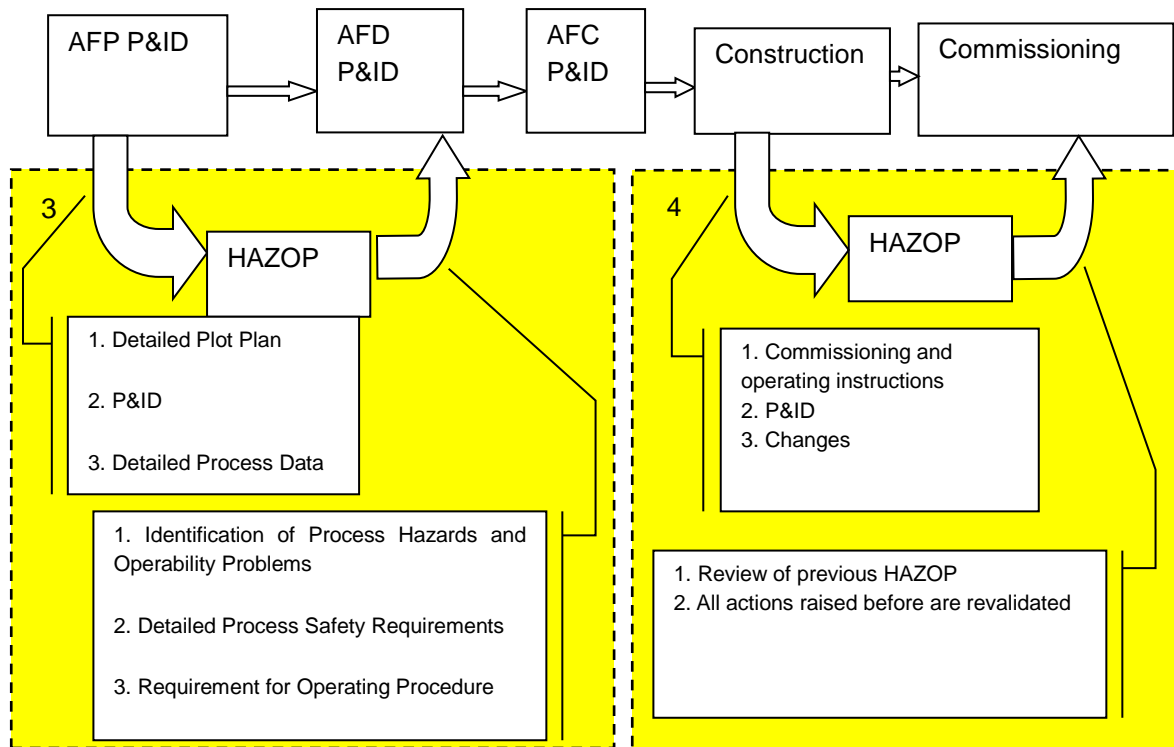 AFP P&ID
AFD
P&ID
AFC
P&ID
Construction
Commissioning
3
HAZOP
1. Detailed Plot Plan
2. P&ID
3. Detailed Process Data
1. Identification of Process Hazards and
Operability Problems
2. Detailed Process Safety Requirements
3. Requirement for Operating Procedure
4
HAZOP
1. Commissioning and
operating instructions
2. P&ID
3. Changes
1. Review of previous HAZOP
2. All actions raised before are revalidated